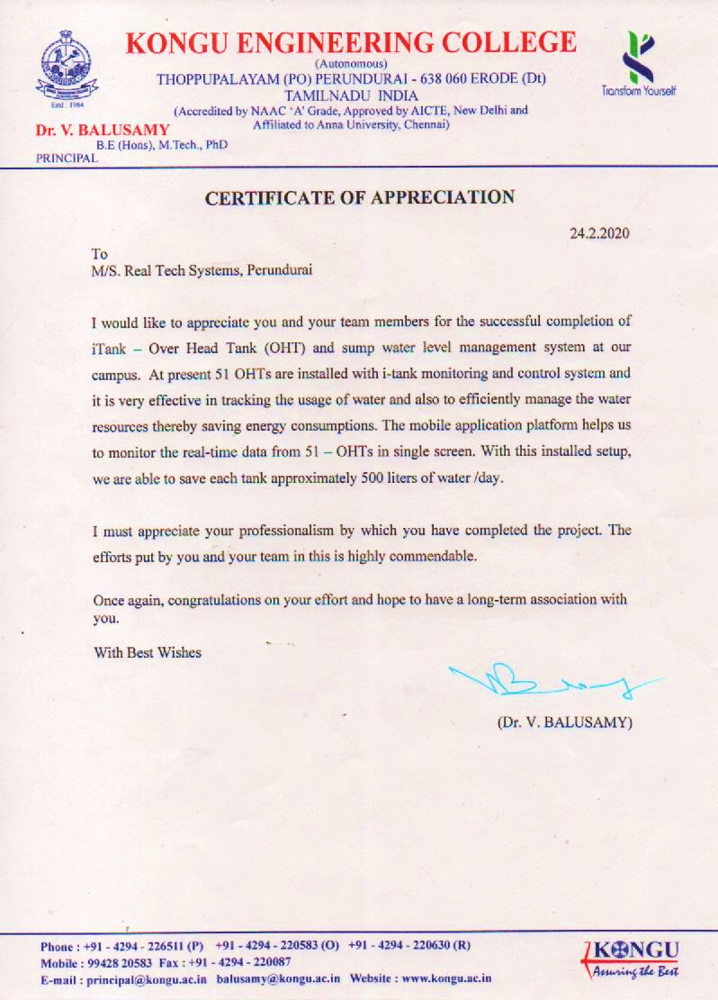 KONGU ENGINEERING COLLEGE
(Autonomous)
THOPPUPALAYAM (PO) PERUNDURAI - 638 060 ERODE (Dt)
TAMILNADU INDIA
(Accredited by NAAC ‘A’ Grade, Approved by AICTE, New Delhi and
Affiliated to Anna University, Chennai)
KONGU ENGINEERING COLLEGE
Estd : 1984
Transform Yourself
Dr. V. BALUSAMY
B.E (Hons), M.Tech., PhD
PRINCIPAL
CERTIFICATE OF APPRECIATION
24.2.2020
To
M/S. Real Tech Systems, Perundurai
I would like to appreciate you and your team members for the successful completion of
iTank – Over Head Tank (OHT) and sump water level management system at our
campus. At present 51 OHTs are installed with i-tank monitoring and control system and
it is very effective in tracking the usage of water and also to efficiently manage the water
resources thereby saving energy consumptions. The mobile application platform helps us
to monitor the real-time data from 51 – OHTs in single screen. With this installed setup,
we are able to save each tank approximately 500 liters of water /day.
I must appreciate your professionalism by which you have completed the project. The
efforts put by you and your team in this is highly commendable.
Once again, congratulations on your effort and hope to have a long-term association with
you.
With Best Wishes
(Dr. V. BALUSAMY)
Phone : +91 - 4294 - 226511 (P) +91 - 4294 - 220583 (O) +91 - 4294 - 220630 (R)
Mobile : 99428 20583 Fax : +91 - 4294 - 220087
E-mail : principal@kongu.ac.in balusamy@kongu.ac.in Website : www.kongu.ac.in
KONGU
Assuring the Best